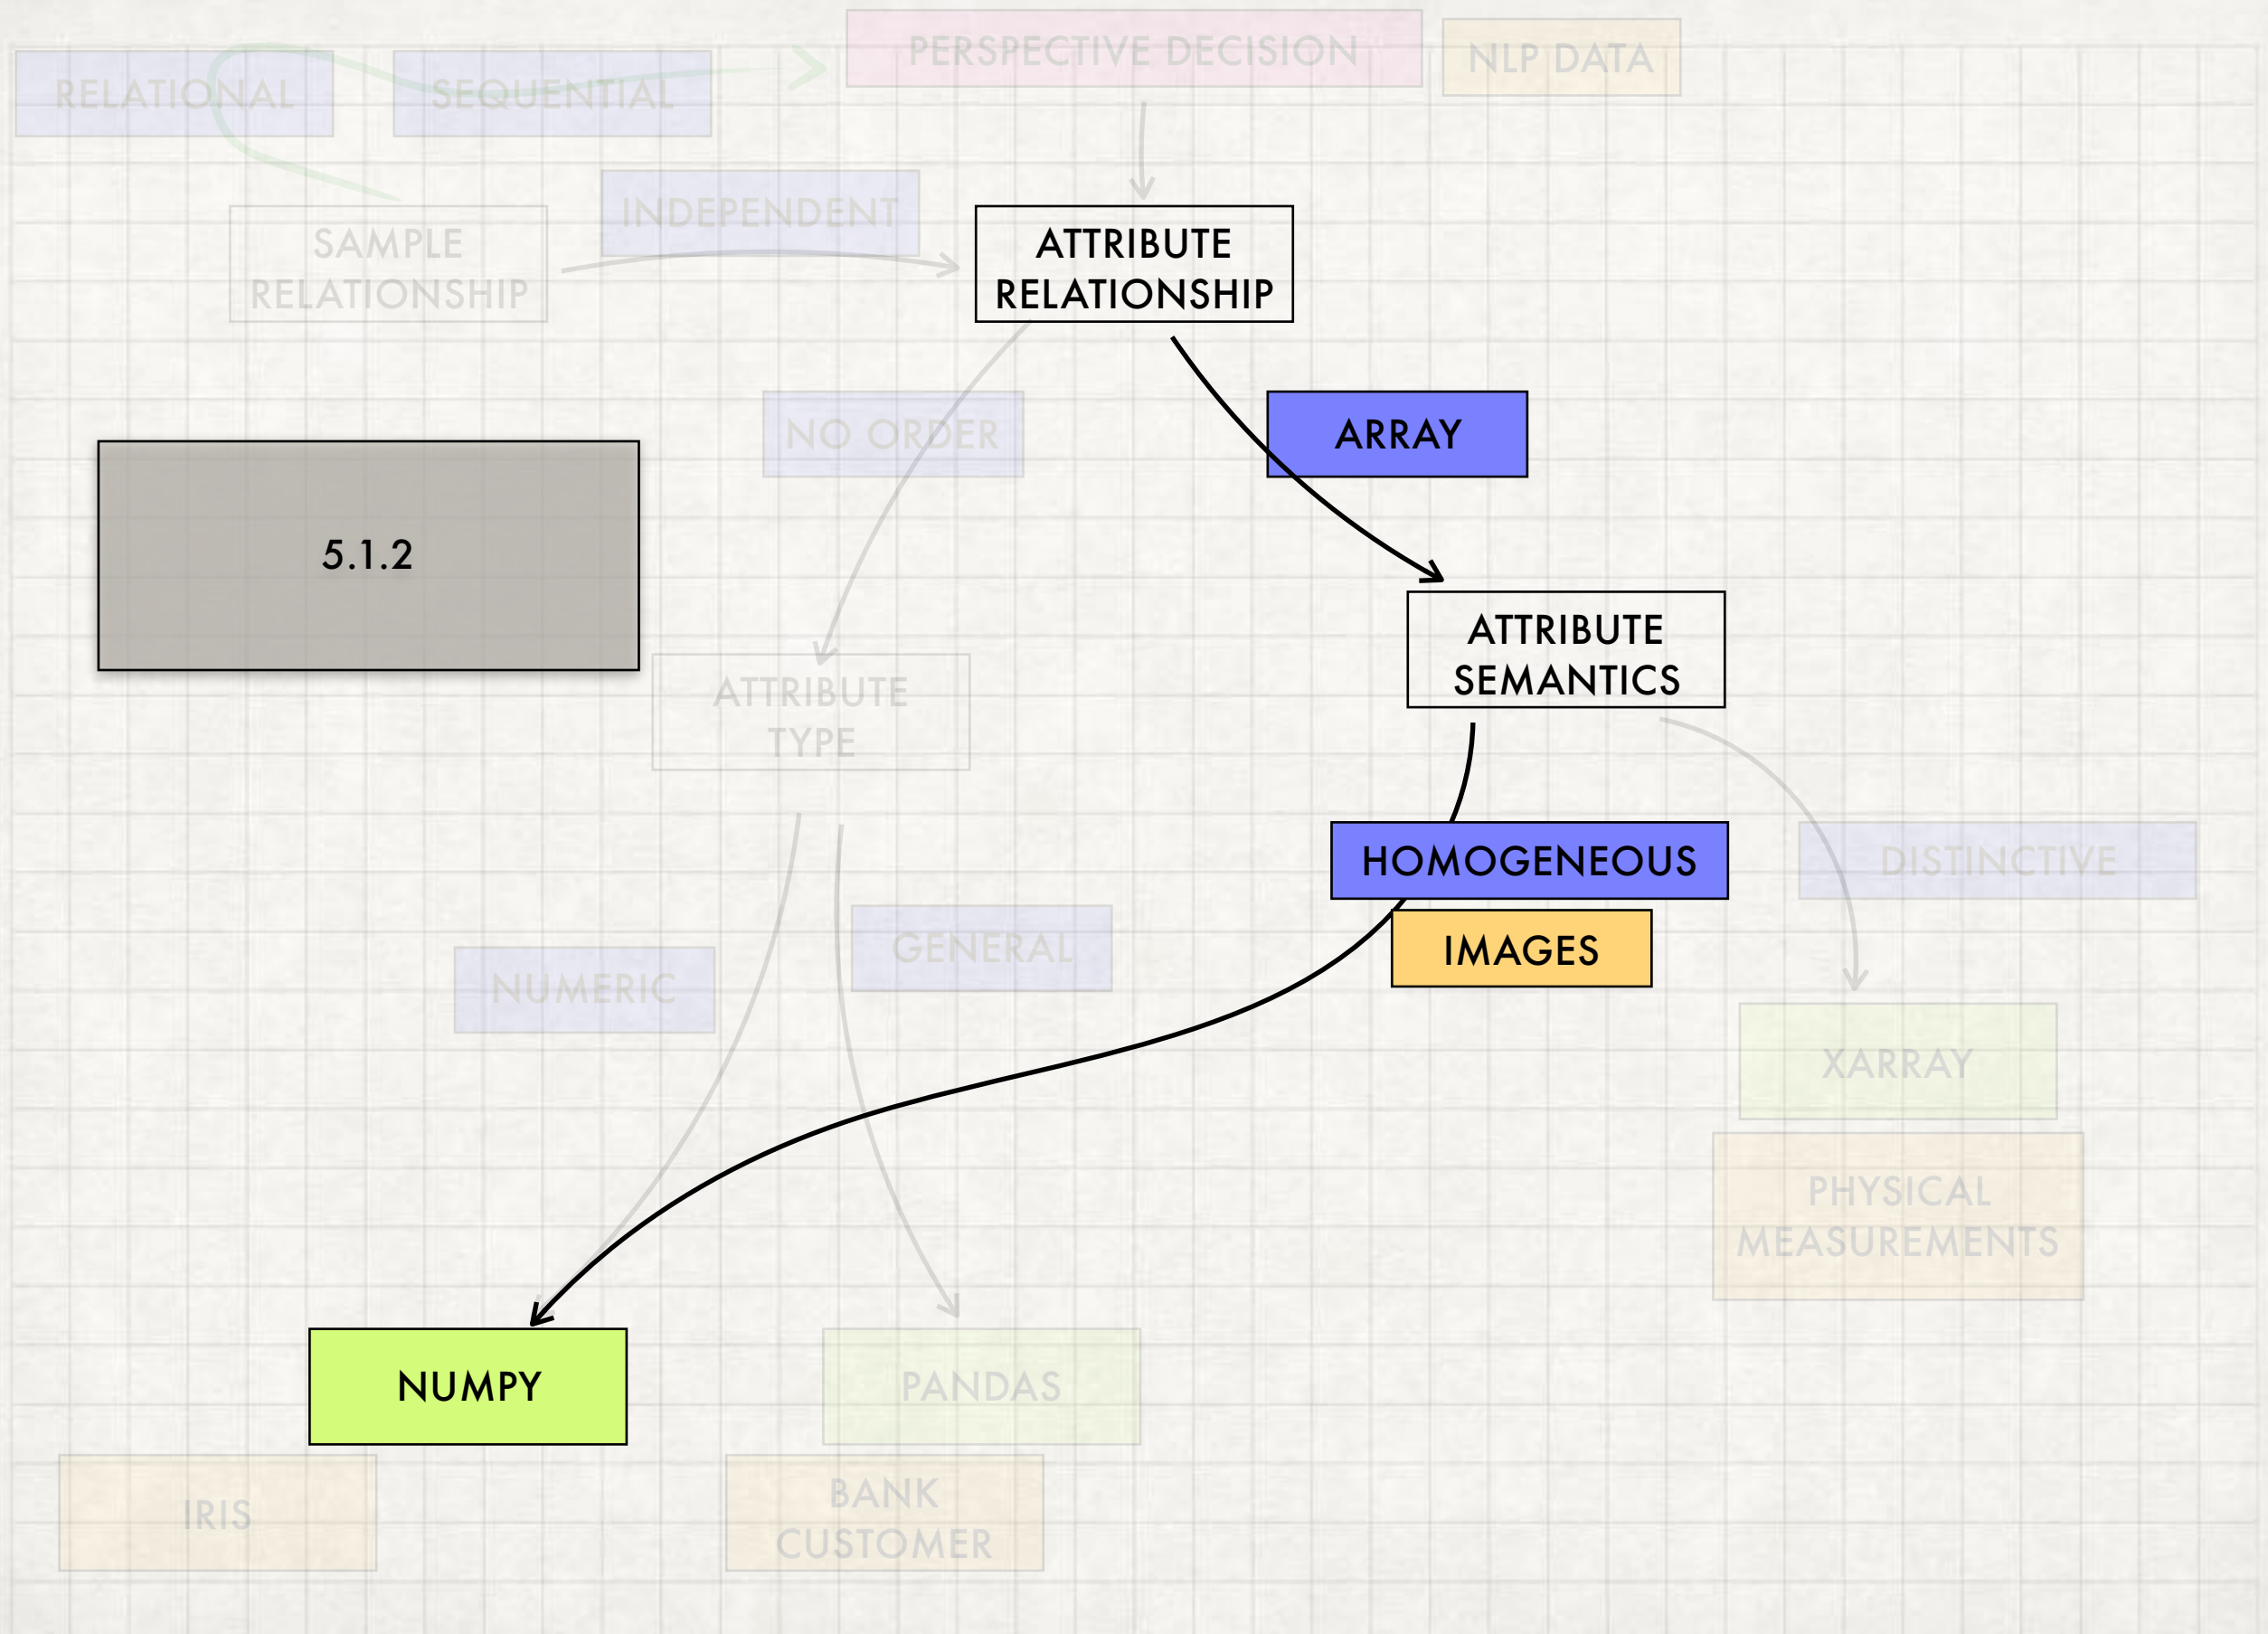 PERSPECTIVE DECISION
NLP DATA
RELATIONAL
SEQUENTIAL
INDEPENDENT
SAMPLE
RELATIONSHIP
ATTRIBUTE
RELATIONSHIP
NO ORDER
ARRAY
5.1.2
ATTRIBUTE
SEMANTICS
ATTRIBUTE
TYPE
HOMOGENEOUS
DISTINCTIVE
IMAGES
GENERAL
NUMERIC
XARRAY
PHYSICAL
MEASUREMENTS
NUMPY
PANDAS
IRIS
BANK
CUSTOMER